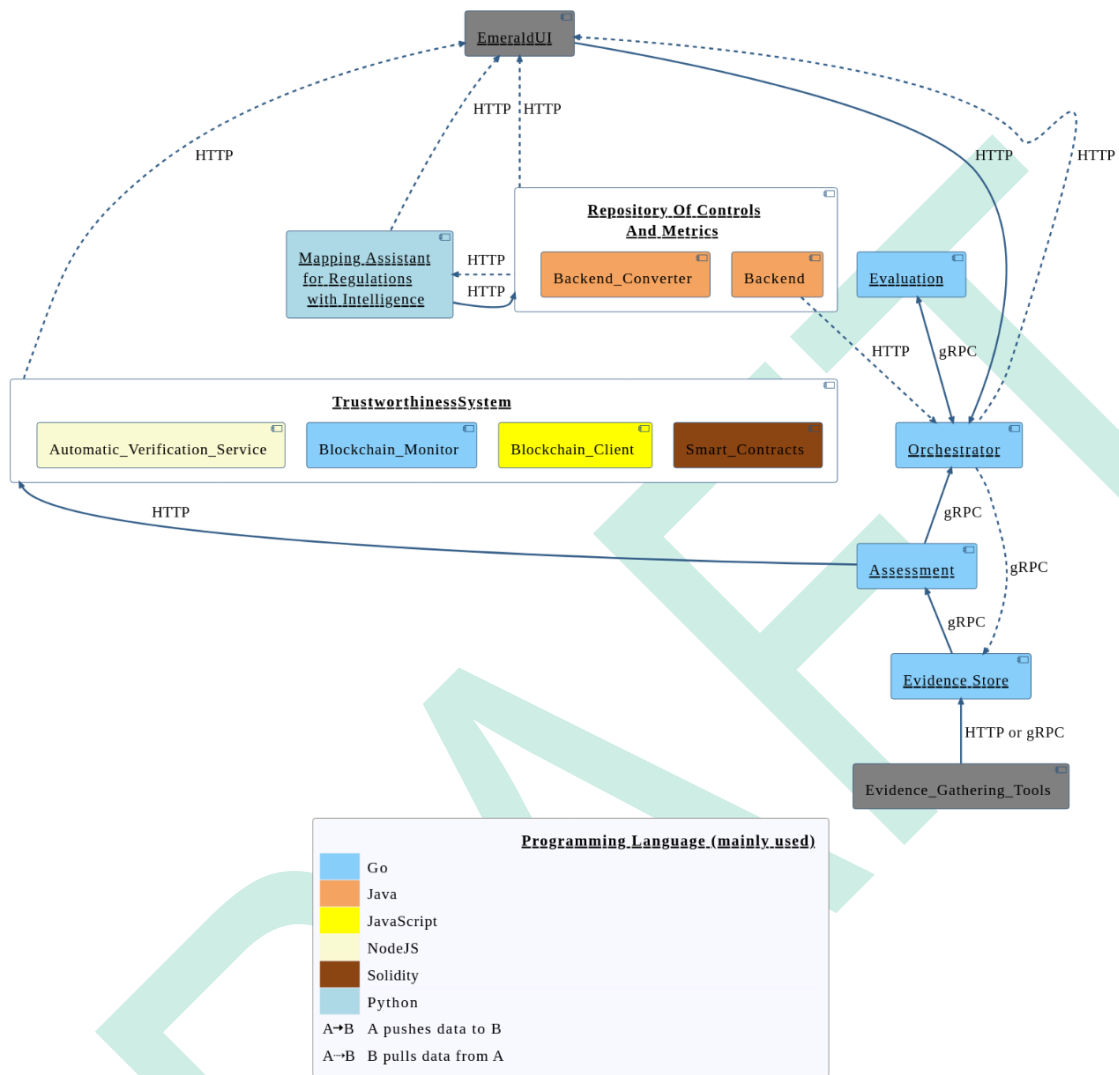 EmeraldUI
HTTP
HTTP
HTTP
HTTP
HTTP
Repository Of Controls
And Metrics
Backend_Converter
Backend
Mapping Assistant
for Regulations
with Intelligence
HTTP
HTTP
Evaluation
HTTP
gRPC
TrustworthinessSystem
Automatic_Verification_Service
Blockchain_Monitor
Blockchain_Client
Smart_Contracts
Orchestrator
HTTP
gRPC
Assessment
gRPC
gRPC
Evidence Store
HTTP or gRPC
Evidence_Gathering_Tools
Programming Language (mainly used)
Go
Java
JavaScript
NodeJS
Solidity
Python
A→B A pushes data to B
A⇢B B pulls data from A
DRAFT